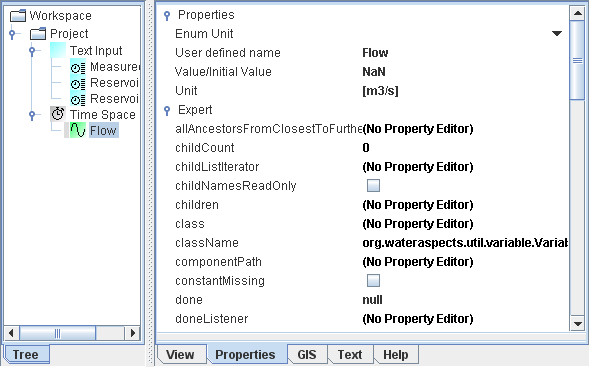 Workspace
Project
Text Input
Measure
Reservoi
Reservoi
Time Space
Flow
Tree
Properties
Enum Unit
User defined name Flow
Value/Initial Value NaN
Unit [m3/s]
Expert
allAncestorsFromClosestToFurthe (No Property Editor)
childCount 0
childListIterator (No Property Editor)
childNamesReadOnly
children (No Property Editor)
class (No Property Editor)
className org.wateraspects.util.variable.Variab
componentPath (No Property Editor)
constantMissing
done null
doneListener (No Property Editor)
View Properties GIS Text Help